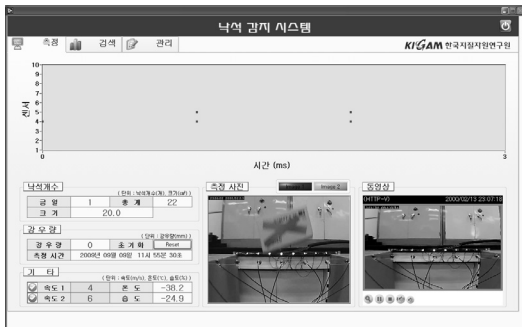 낙석 감지 시스템
측정 검색 관리 KIGAM 한국지질자원연구원
센서
10
9
8
7
6
5
4
3
2
1
0 3
시간 (ms)
낙석개수 측정 사진 동영상
(단위 : 낙석개수(개), 크기(㎥))
금 일 1 총 계 22
크 기 20.0
강 우 량
(단위 : 강우량(mm))
강 우 량 0 초 기 화 Reset
측정 시간 2009년 09월 09일 11시 55분 30초
기 타
(단위 : 속도(m/s), 온도(℃), 습도(%))
속도 1 4 온 도 -38.2
속도 2 6 습 도 -24.9
Image 2
(HTTP-V) 2000/02/13 23:07:18